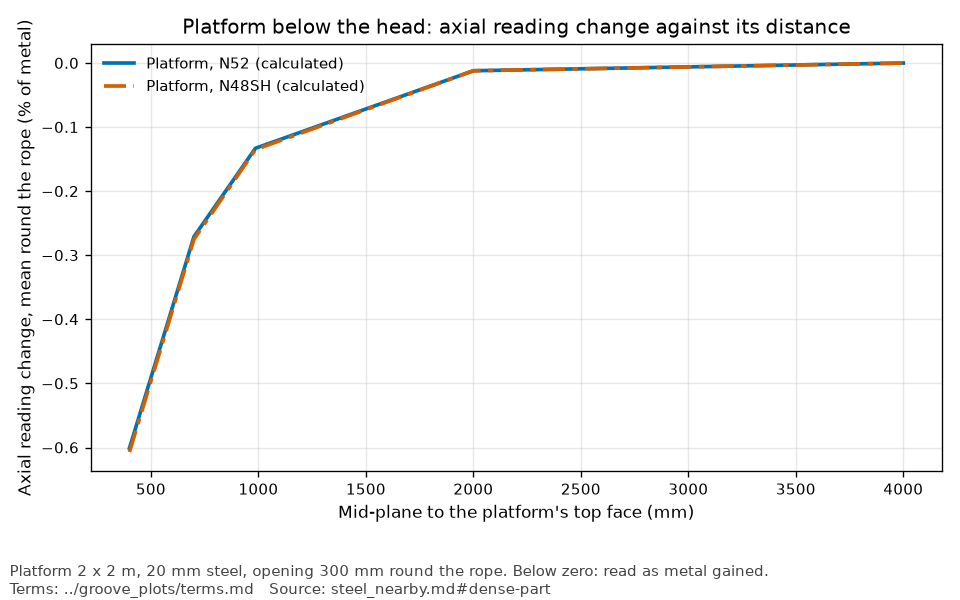 Platform below the head: axial reading change against its distance
Axial reading change, mean round the rope (% of metal)
Platform, N52 (calculated)
Platform, N48SH (calculated)
0.0
−0.1
−0.2
−0.3
−0.4
−0.5
−0.6
500 1000 1500 2000 2500 3000 3500 4000
Mid-plane to the platform's top face (mm)
Platform 2 x 2 m, 20 mm steel, opening 300 mm round the rope. Below zero: read as metal gained.
Terms: ../groove_plots/terms.md   Source: steel_nearby.md#dense-part